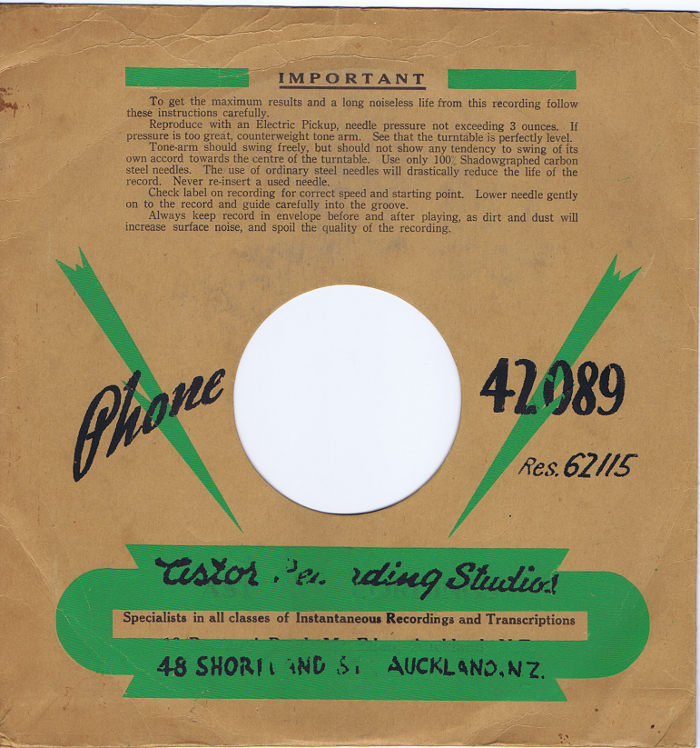 IMPORTANT
To get the maximum results and a long noiseless life from this recording follow
these instructions carefully.
Reproduce with an Electric Pickup, needle pressure not exceeding 3 ounces. If
pressure is too great, counterweight tone arm. See that the turntable is perfectly level.
Tone-arm should swing freely, but should not show any tendency to swing of its
own accord towards the centre of the turntable. Use only 100% Shadowgraphed carbon
steel needles. The use of ordinary steel needles will drastically reduce the life of the
record. Never re-insert a used needle.
Check label on recording for correct speed and starting point. Lower needle gently
on to the record and guide carefully into the groove.
Always keep record in envelope before and after playing, as dirt and dust will
increase surface noise, and spoil the quality of the recording.
Phone 42089
Res. 62115
Astor Recording Studios
Specialists in all classes of Instantaneous Recordings and Transcriptions
48 SHORTLAND ST. AUCKLAND, N.Z.